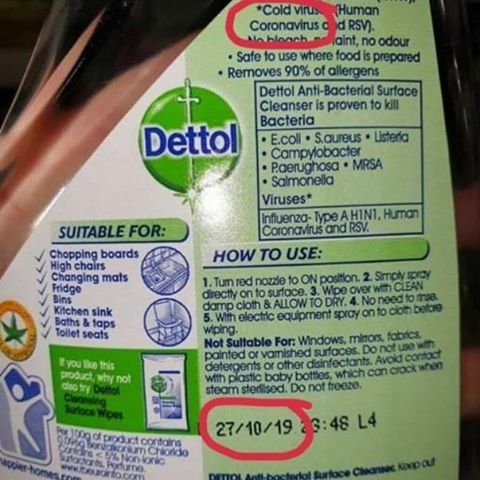 *Cold virus (Human
Coronavirus and RSV).
No bleach, no taint, no odour
• Safe to use where food is prepared
• Removes 90% of allergens
Dettol Anti-Bacterial Surface
Cleanser is proven to kill
Bacteria
• E.coli • S.aureus • Listeria
• Campylobacter
• P.aerughosa • MRSA
• Salmonella
Viruses*
Influenza- Type A H1N1, Human
Coronavirus and RSV.
Dettol
SUITABLE FOR:
Chopping boards
High chairs
Changing mats
Fridge
Bins
Kitchen sink
Baths & taps
Toilet seats
If you like this
product, why not
also try Dettol
Cleansing
Surface Wipes
Per 100g of product contains
0.096g Benzalkonium Chloride
Contains < 5% Non-ionic
Surfactants, Perfume.
www.rbeuroinfo.com
happier-homes.com
HOW TO USE:
1. Turn red nozzle to ON position. 2. Simply spray
directly on to surface. 3. Wipe over with CLEAN
damp cloth & ALLOW TO DRY. 4. No need to rinse.
5. With electric equipment spray on to cloth before
wiping.
Not Suitable For: Windows, mirrors, fabrics,
painted or varnished surfaces. Do not use with
detergents or other disinfectants. Avoid contact
with plastic baby bottles, which can crack when
steam sterilised. Do not freeze.
27/10/19 23:48 L4
DETTOL Anti-bacterial Surface Cleanser. Keep out